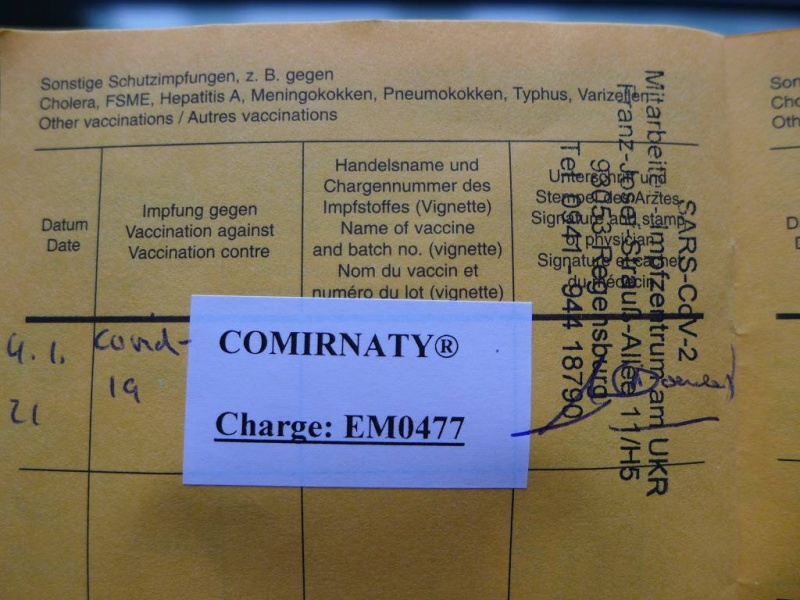 Sonstige Schutzimpfungen, z. B. gegen
Cholera, FSME, Hepatitis A, Meningokokken, Pneumokokken, Typhus, Varizellen
Other vaccinations / Autres vaccinations
Datum
Date
Impfung gegen
Vaccination against
Vaccination contre
Handelsname und
Chargennummer des
Impfstoffes (Vignette)
Name of vaccine
and batch no. (vignette)
Nom du vaccin et
numéro du lot (vignette)
Unterschrift und
Stempel des Arztes
Signature and stamp
physician
Signature et cachet
du médecin
4. 1.
21
Covid-
19
COMIRNATY®
Charge: EM0477
SARS-CoV-2
Mitarbeiter-Impfzentrum am UKR
Franz-Josef-Strauß-Allee 11/H5
93053 Regensburg
Tel. 0941 - 944 18790
Son
Cho
Oth
D